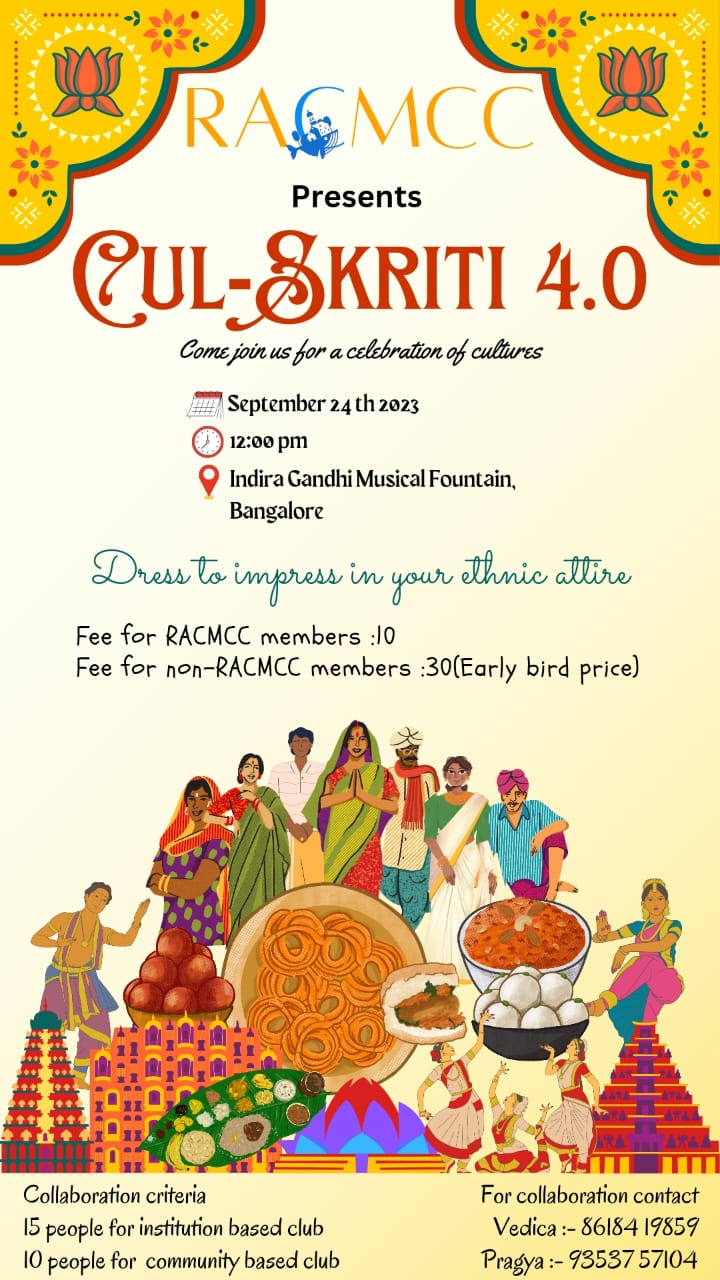 RACMCC
Presents
CUL-SKRITI 4.0
Come join us for a celebration of cultures
September 24 th 2023
12:00 pm
Indira Gandhi Musical Fountain,
Bangalore
Dress to impress in your ethnic attire
Fee for RACMCC members :10
Fee for non-RACMCC members :30(Early bird price)
Collaboration criteria
15 people for institution based club
10 people for community based club
For collaboration contact
Vedica :- 86184 19859
Pragya :- 93537 57104